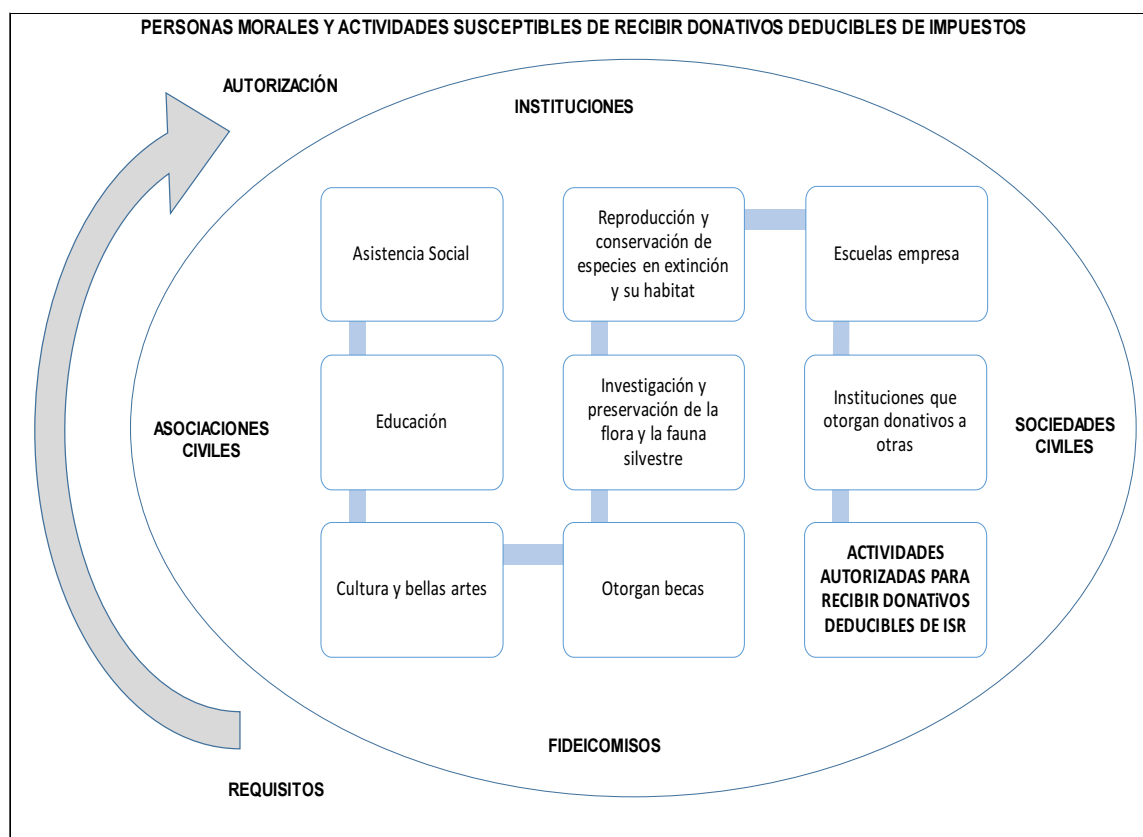 PERSONAS MORALES Y ACTIVIDADES SUSCEPTIBLES DE RECIBIR DONATIVOS DEDUCIBLES DE IMPUESTOS
AUTORIZACIÓN
INSTITUCIONES
Asistencia Social
Reproducción y
conservación de
especies en extinción
y su habitat
Escuelas empresa
ASOCIACIONES
CIVILES
Educación
Investigación y
preservación de la
flora y la fauna
silvestre
Instituciones que
otorgan donativos a
otras
SOCIEDADES
CIVILES
Cultura y bellas artes
Otorgan becas
ACTIVIDADES
AUTORIZADAS PARA
RECIBIR DONATiVOS
DEDUCIBLES DE ISR
FIDEICOMISOS
REQUISITOS